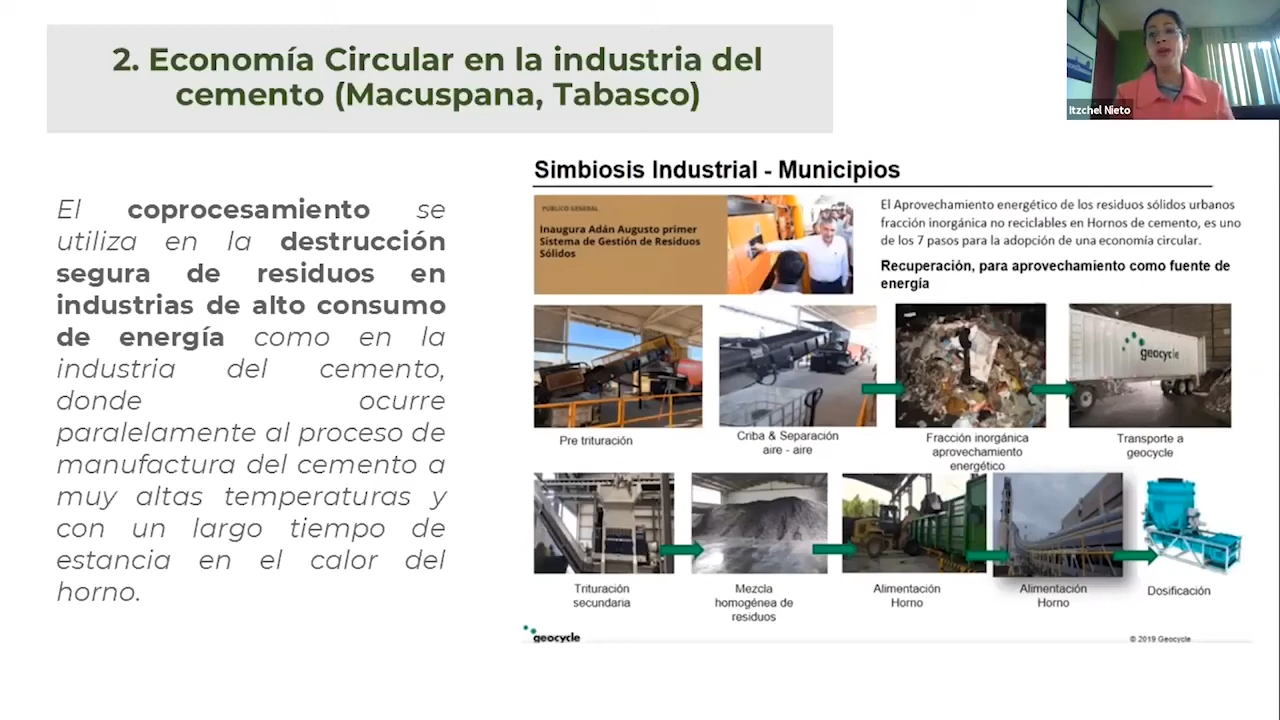 2. Economía Circular en la industria del
cemento (Macuspana, Tabasco)
Itzchel Nieto
El coprocesamiento se
utiliza en la destrucción
segura de residuos en
industrias de alto consumo
de energía como en la
industria del cemento,
donde ocurre
paralelamente al proceso de
manufactura del cemento a
muy altas temperaturas y
con un largo tiempo de
estancia en el calor del
horno.
Simbiosis Industrial - Municipios
PUBLICO GENERAL
Inaugura Adán Augusto primer
Sistema de Gestión de Residuos
Sólidos
El Aprovechamiento energético de los residuos sólidos urbanos
fracción inorgánica no reciclables en Hornos de cemento, es uno
de los 7 pasos para la adopción de una economía circular.
Recuperación, para aprovechamiento como fuente de
energía
geocycle
Pre trituración
Criba & Separación
aire - aire
Fracción inorgánica
aprovechamiento
energético
Transporte a
geocycle
Trituración
secundaria
Mezcla
homogénea de
residuos
Alimentación
Horno
Alimentación
Horno
Dosificación
geocycle
© 2019 Geocycle